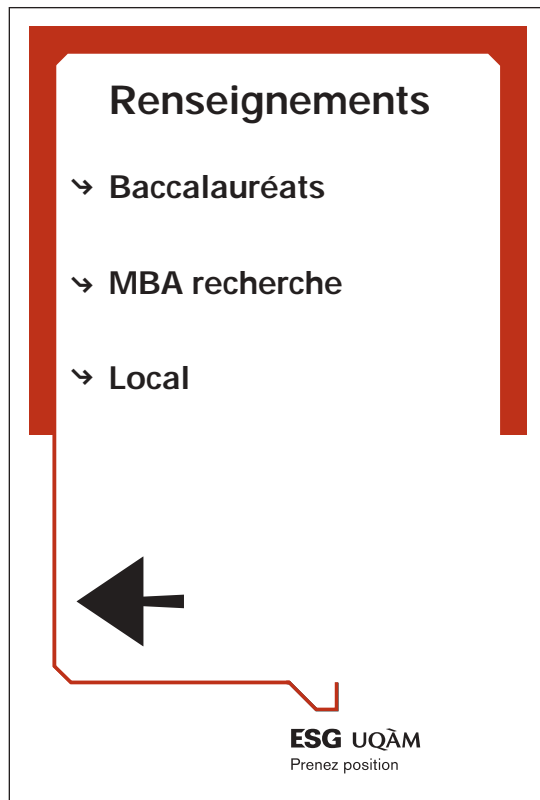 Renseignements
Baccalauréats
MBA recherche
Local
ESG UQÀM
Prenez position